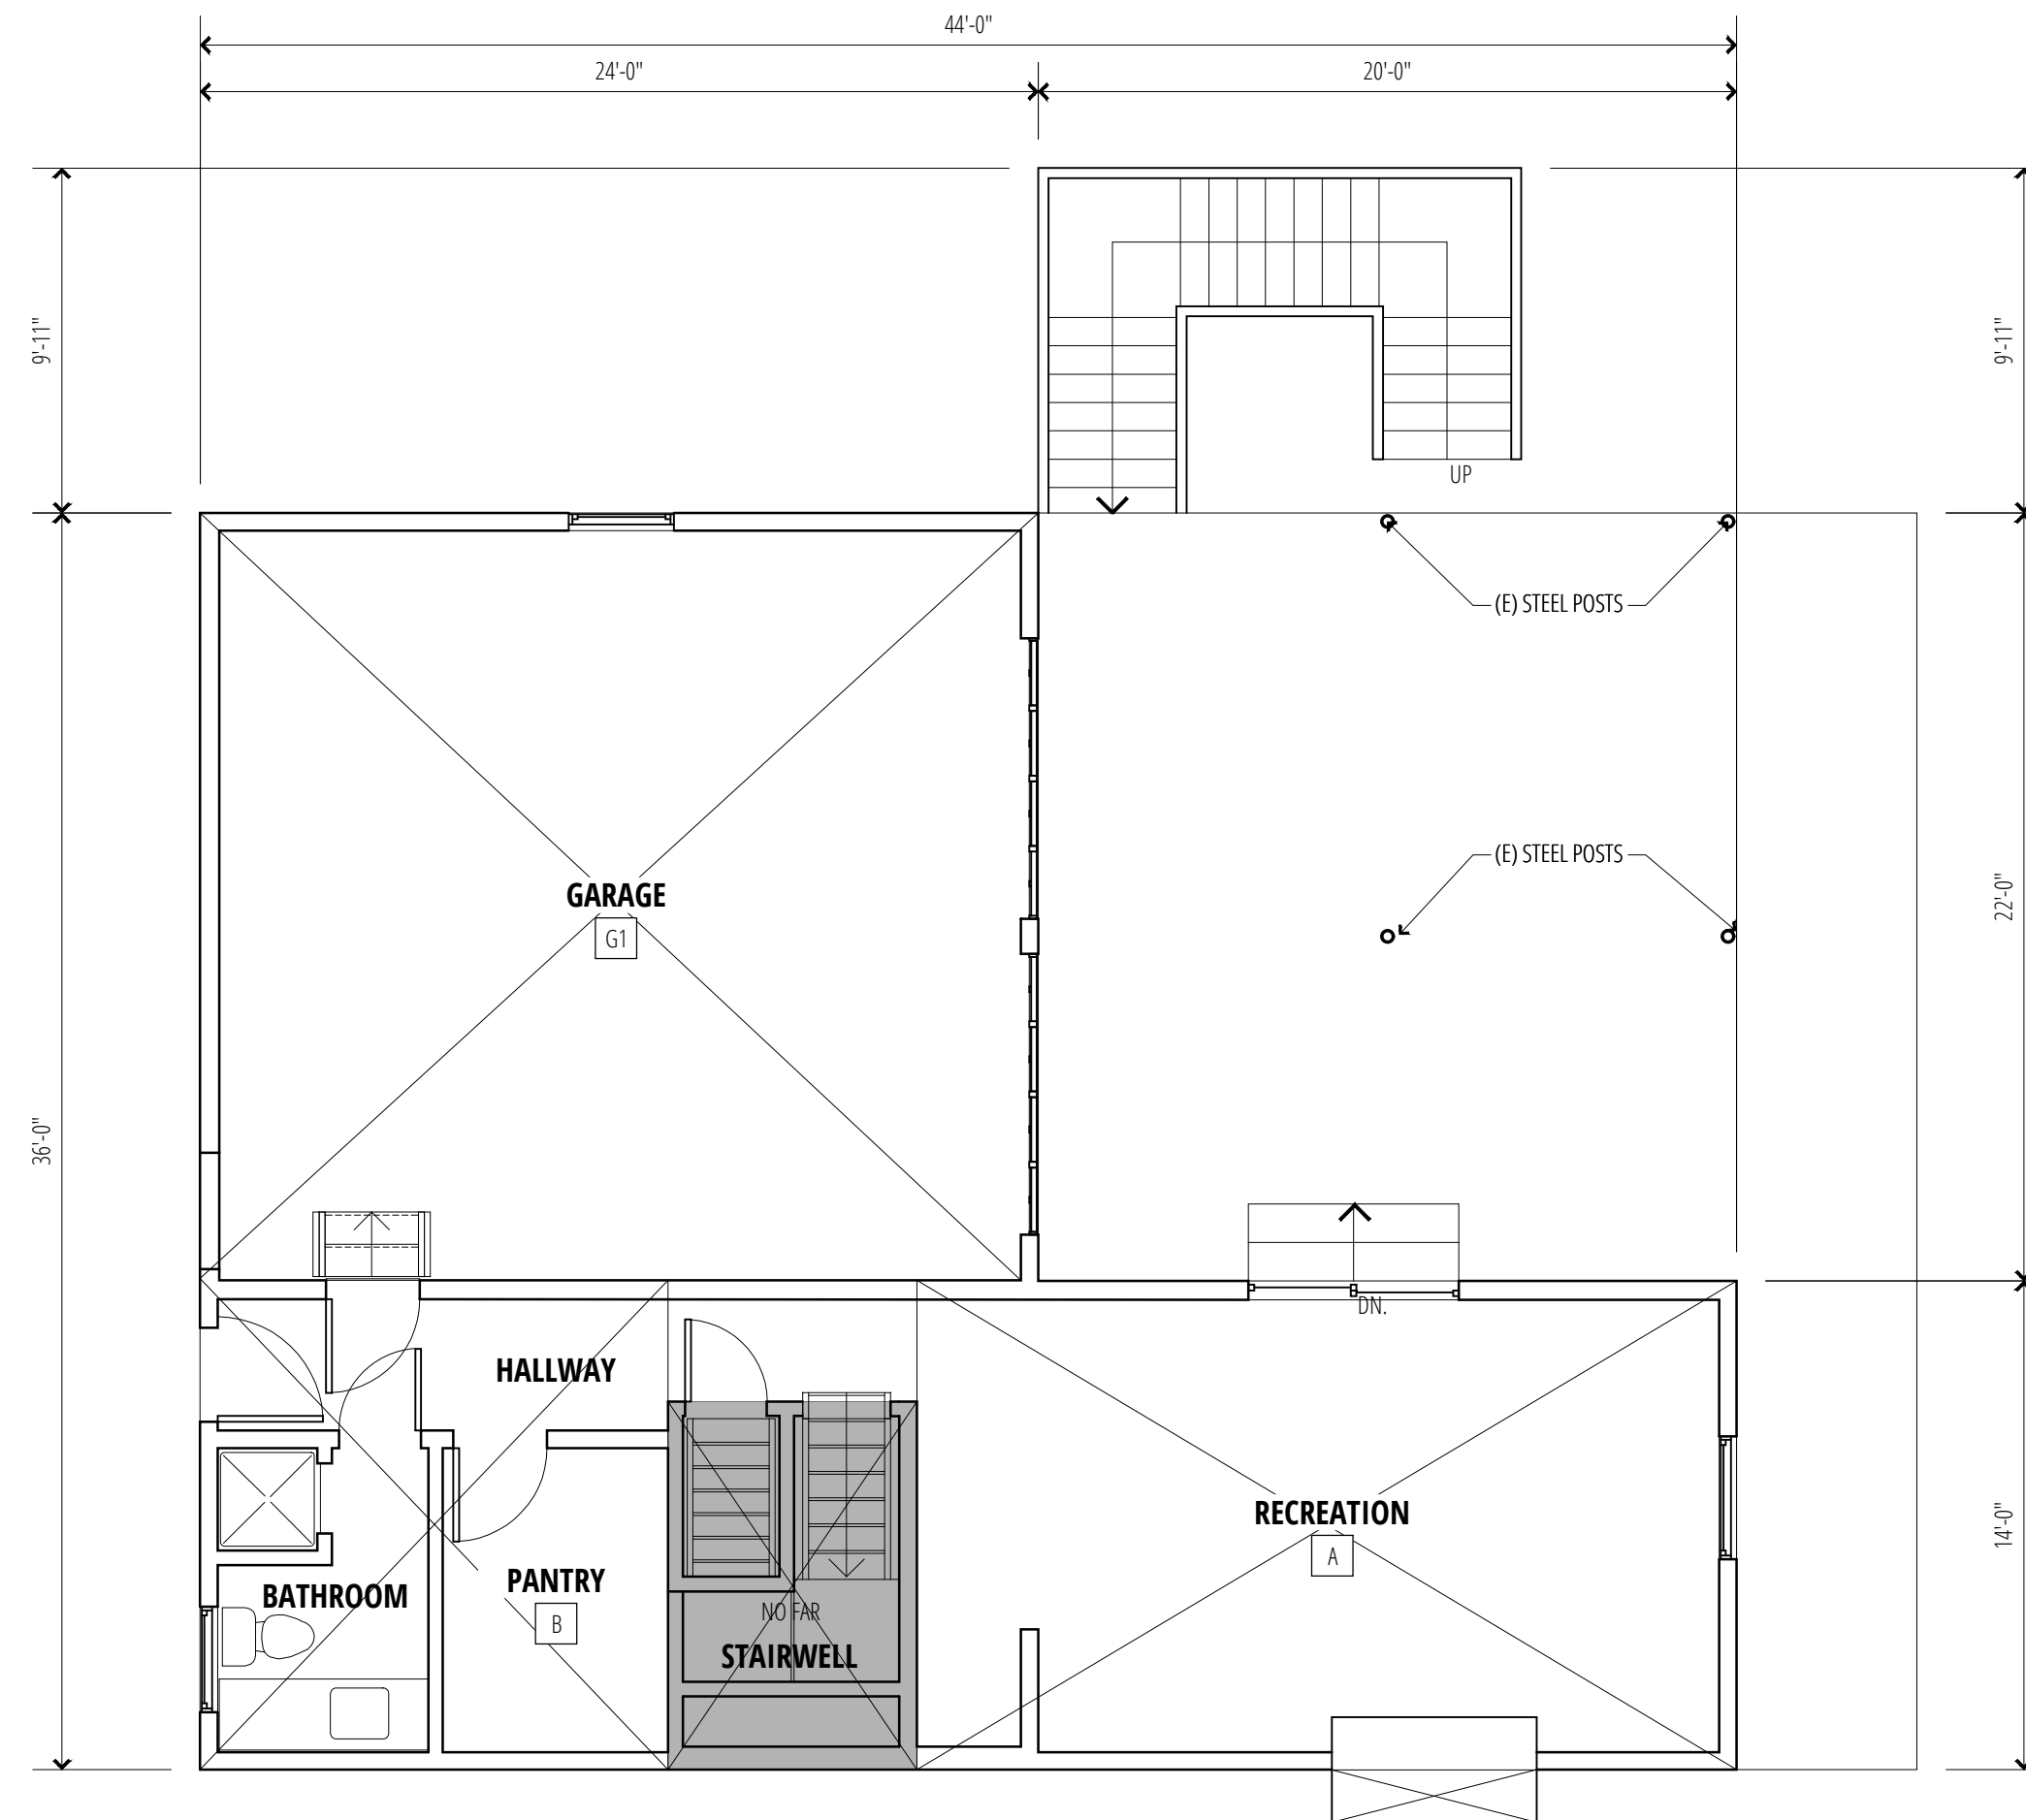 44'-0"
24'-0"
20'-0"
9'-11"
9'-11"
UP
(E) STEEL POSTS
(E) STEEL POSTS
GARAGE
G1
22'-0"
36'-0"
DN.
HALLWAY
RECREATION
A
14'-0"
PANTRY
B
BATHROOM
NO FAR
STAIRWELL